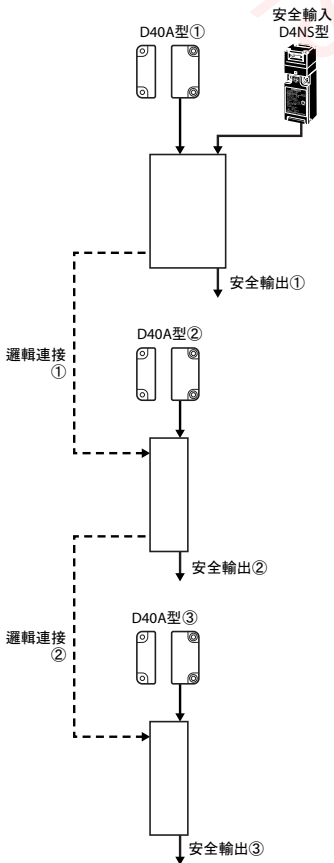 安全輸入
D4NS型
D40A型①
安全輸出①
邏輯連接
①
D40A型②
安全輸出②
邏輯連接
②
D40A型③
安全輸出③